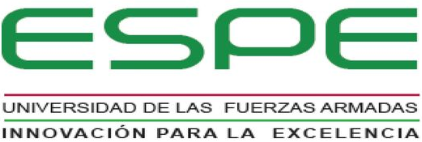 ESPE
UNIVERSIDAD DE LAS FUERZAS ARMADAS
INNOVACIÓN PARA LA EXCELENCIA